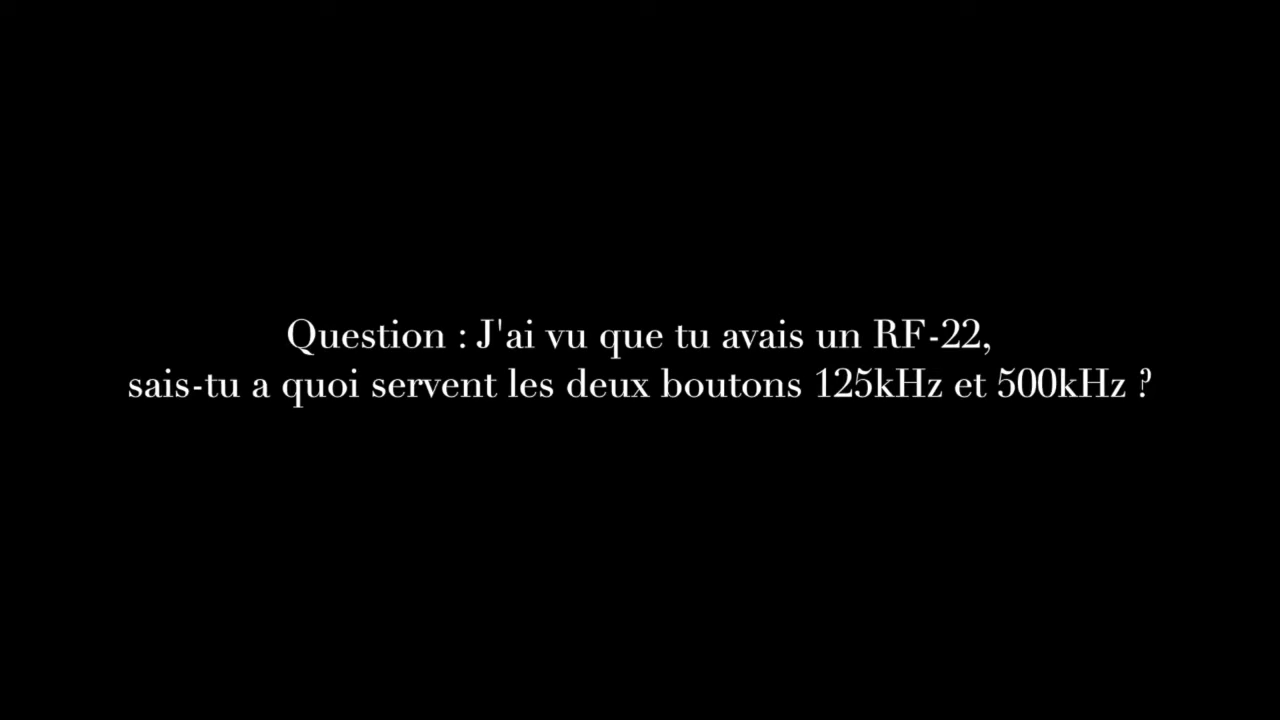 Question : J'ai vu que tu avais un RF-22,
sais-tu a quoi servent les deux boutons 125kHz et 500kHz ?